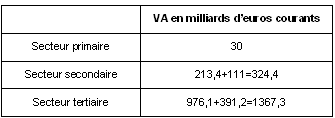 VA en milliards d'euros courants
Secteur primaire 30
Secteur secondaire 213,4+111=324,4
Secteur tertiaire 976,1+391,2=1367,3